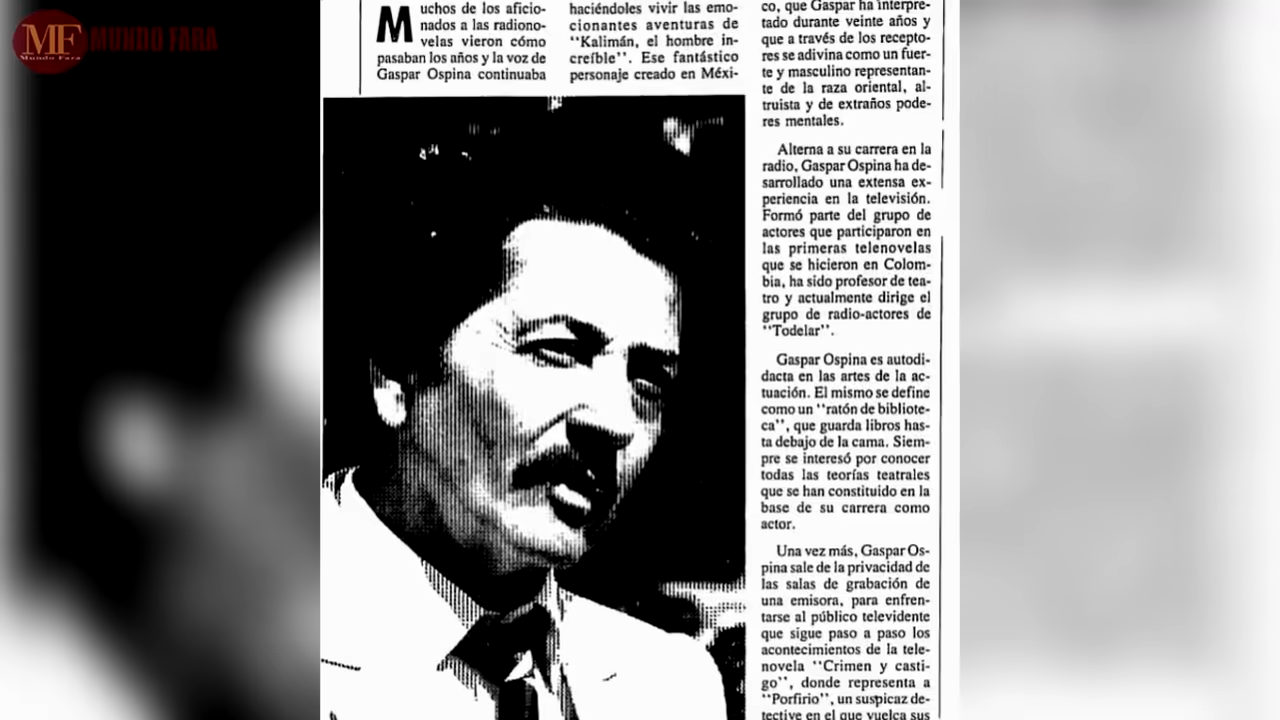 MF
Mundo Fara
MUNDO FARA
Muchos de los aficio-
nados a las radiono-
velas vieron cómo
pasaban los años y la voz de
Gaspar Ospina continuaba
haciéndoles vivir las emo-
cionantes aventuras de
“Kalimán, el hombre in-
creíble”. Ese fantástico
personaje creado en Méxi-
co, que Gaspar ha interpre-
tado durante veinte años y
que a través de los recepto-
res se adivina como un fuer-
te y masculino representan-
te de la raza oriental, al-
truista y de extraños pode-
res mentales.
Alterna a su carrera en la
radio, Gaspar Ospina ha de-
sarrollado una extensa ex-
periencia en la televisión.
Formó parte del grupo de
actores que participaron en
las primeras telenovelas
que se hicieron en Colom-
bia, ha sido profesor de tea-
tro y actualmente dirige el
grupo de radio-actores de
“Todelar”.
Gaspar Ospina es autodi-
dacta en las artes de la ac-
tuación. El mismo se define
como un “ratón de bibliote-
ca”, que guarda libros has-
ta debajo de la cama. Siem-
pre se interesó por conocer
todas las teorías teatrales
que se han constituido en la
base de su carrera como
actor.
Una vez más, Gaspar Os-
pina sale de la privacidad de
las salas de grabación de
una emisora, para enfren-
tarse al público televidente
que sigue paso a paso los
acontecimientos de la tele-
novela “Crimen y casti-
go”, donde representa a
“Porfirio”, un suspicaz de-
tective en el que vuelca sus